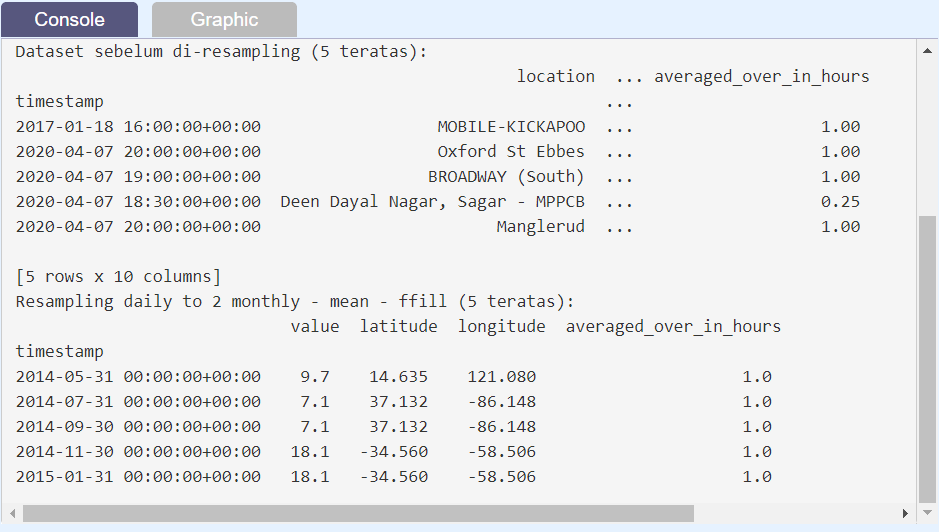 Console Graphic
Dataset sebelum di-resampling (5 teratas):
location ... averaged_over_in_hours
timestamp ...
2017-01-18 16:00:00+00:00 MOBILE-KICKAPOO ... 1.00
2020-04-07 20:00:00+00:00 Oxford St Ebbes ... 1.00
2020-04-07 19:00:00+00:00 BROADWAY (South) ... 1.00
2020-04-07 18:30:00+00:00 Deen Dayal Nagar, Sagar - MPPCB ... 0.25
2020-04-07 20:00:00+00:00 Manglerud ... 1.00
[5 rows x 10 columns]
Resampling daily to 2 monthly - mean - ffill (5 teratas):
value latitude longitude averaged_over_in_hours
timestamp
2014-05-31 00:00:00+00:00 9.7 14.635 121.080 1.0
2014-07-31 00:00:00+00:00 7.1 37.132 -86.148 1.0
2014-09-30 00:00:00+00:00 7.1 37.132 -86.148 1.0
2014-11-30 00:00:00+00:00 18.1 -34.560 -58.506 1.0
2015-01-31 00:00:00+00:00 18.1 -34.560 -58.506 1.0